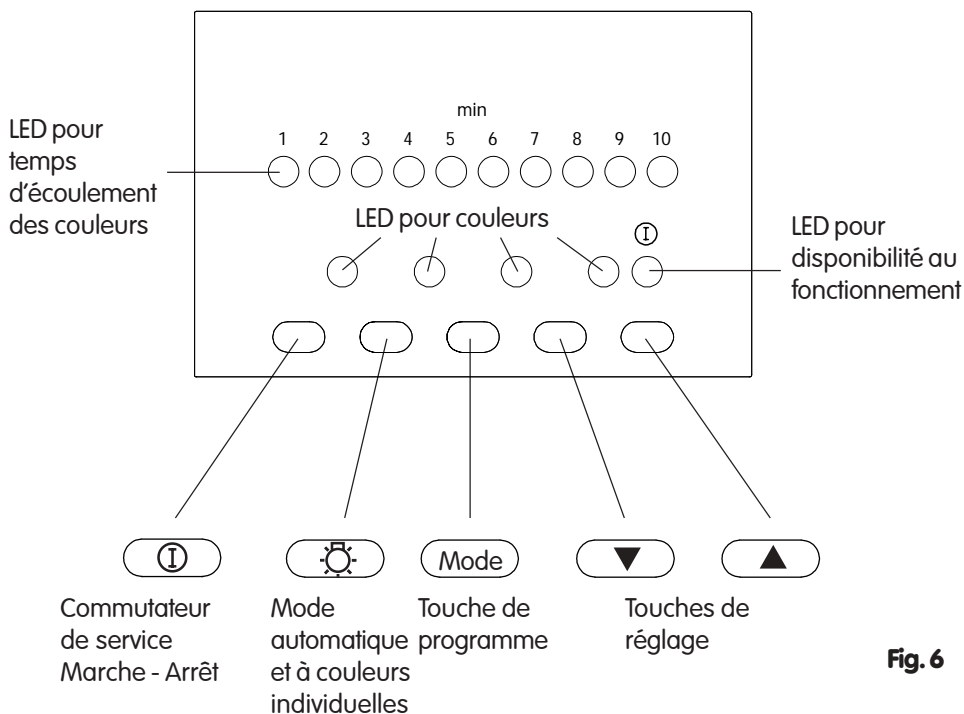 min
1 2 3 4 5 6 7 8 9 10
LED pour
temps
d'écoulement
des couleurs
LED pour couleurs
LED pour
disponibilité au
fonctionnement
Mode
Commutateur
de service
Marche - Arrêt
Mode
automatique
et à couleurs
individuelles
Touche de
programme
Touches de
réglage
Fig. 6